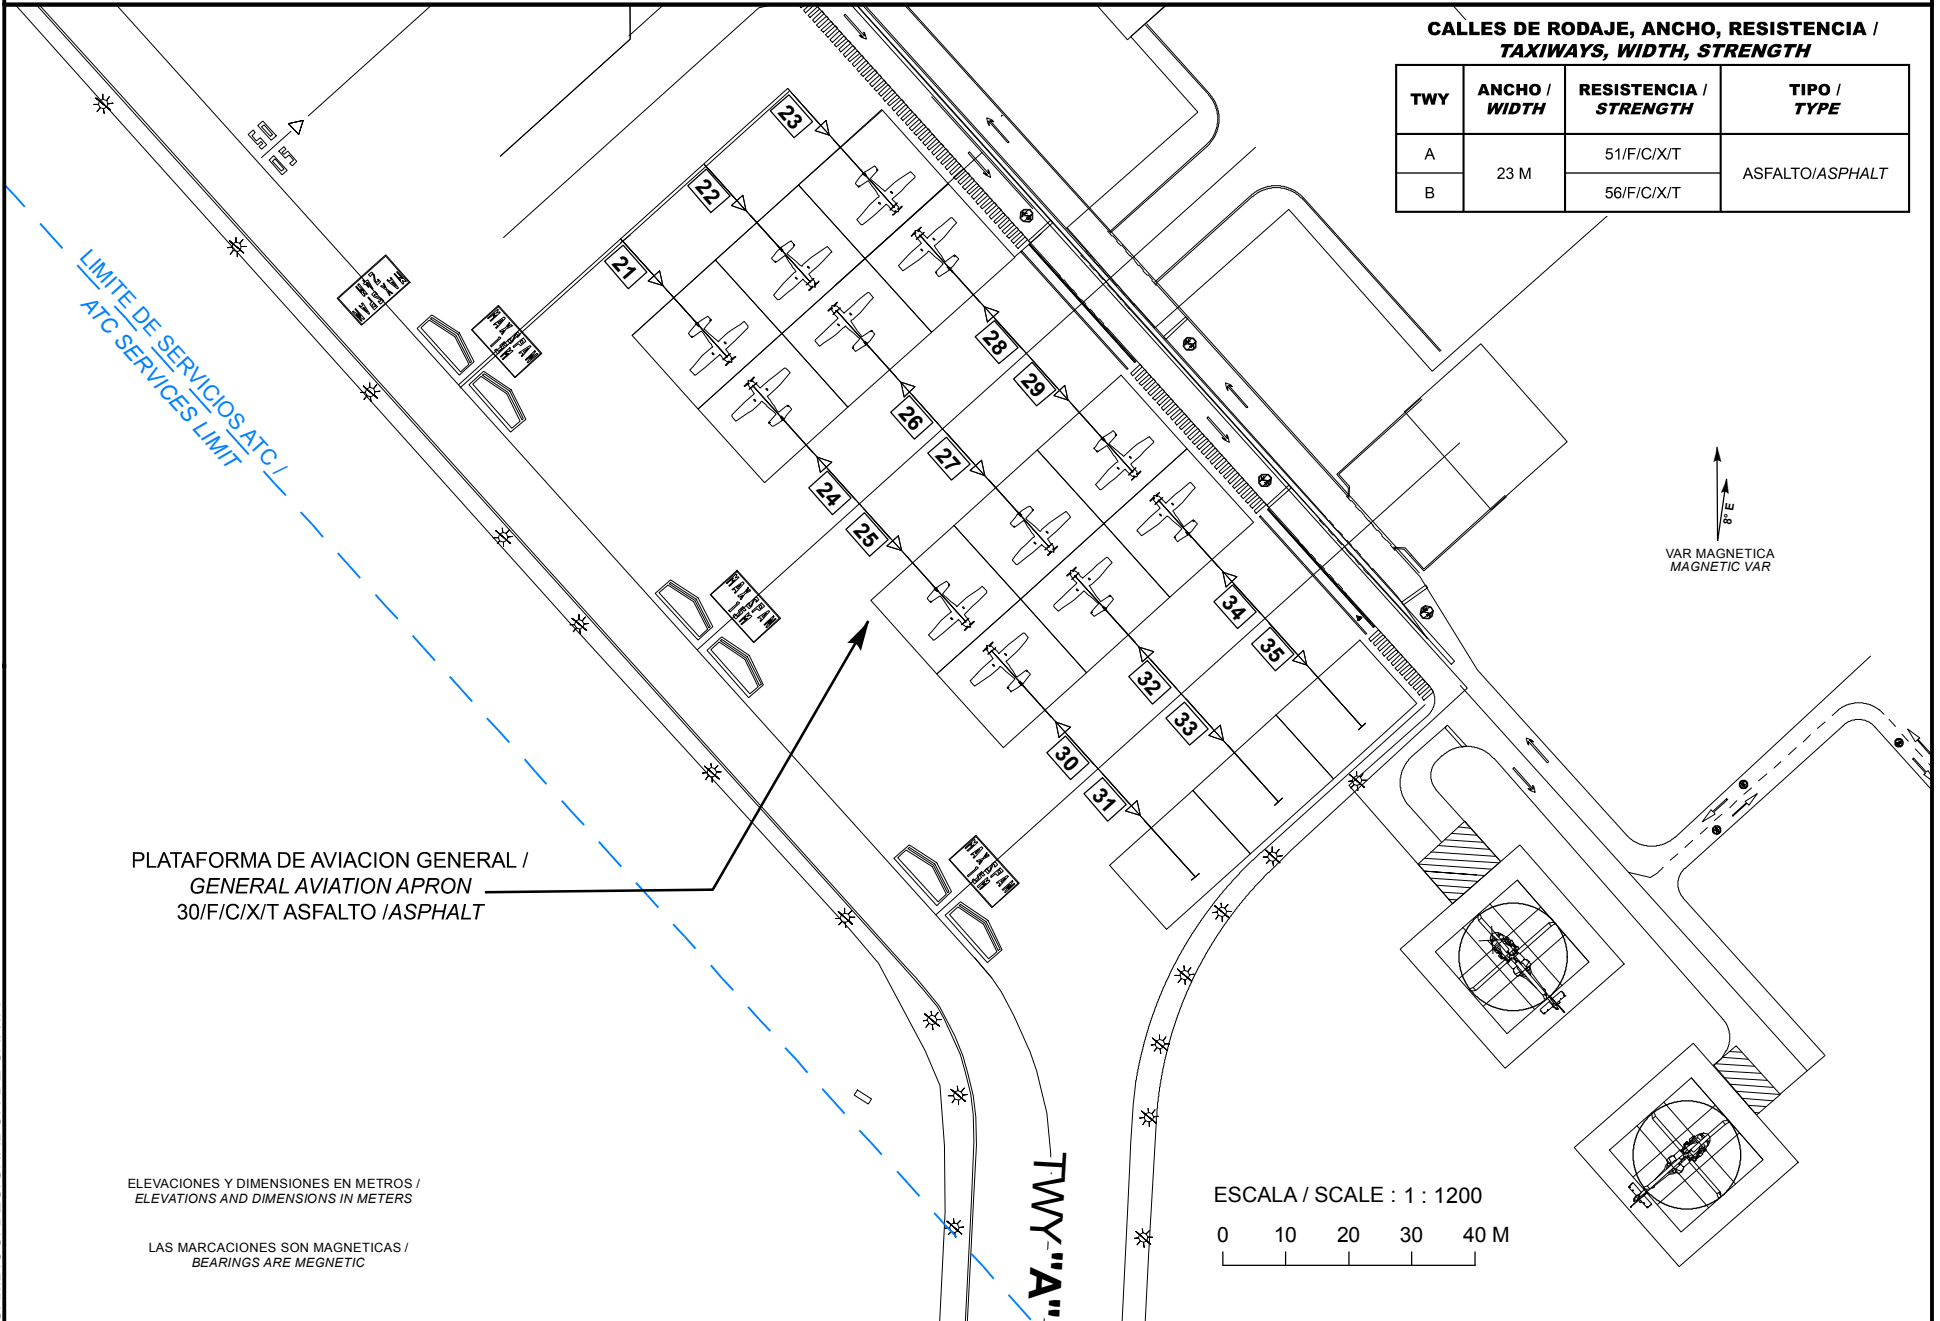 CALLES DE RODAJE, ANCHO, RESISTENCIA /
TAXIWAYS, WIDTH, STRENGTH
TWY
ANCHO /
WIDTH
RESISTENCIA /
STRENGTH
TIPO /
TYPE
A
23 M
51/F/C/X/T
ASFALTO/ASPHALT
B
56/F/C/X/T
23
22
21
28
29
26
27
24
25
34
35
32
33
30
31
LIMITE DE SERVICIOS ATC /
ATC SERVICES LIMIT
8° E
VAR MAGNETICA
MAGNETIC VAR
PLATAFORMA DE AVIACION GENERAL /
GENERAL AVIATION APRON
30/F/C/X/T ASFALTO /ASPHALT
ELEVACIONES Y DIMENSIONES EN METROS /
ELEVATIONS AND DIMENSIONS IN METERS
LAS MARCACIONES SON MAGNETICAS /
BEARINGS ARE MEGNETIC
TWY "A"
ESCALA / SCALE : 1 : 1200
0 10 20 30 40 M